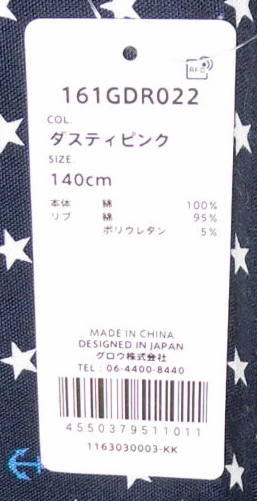 RFID
161GDR022
COL.
ダスティピンク
SIZE
140cm
本体 綿 100%
リブ 綿 95%
ポリウレタン 5%
MADE IN CHINA
DESIGNED IN JAPAN
グロウ株式会社
TEL : 06-4400-8440
4550379511011
1163030003-KK